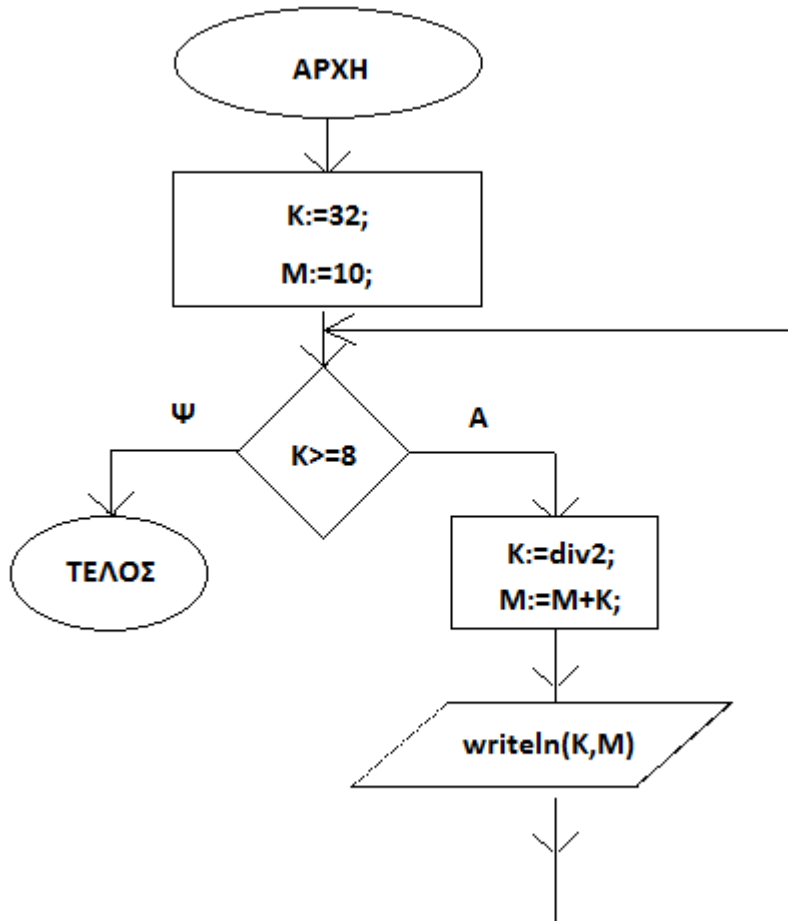 ΑΡΧΗ
K:=32;
M:=10;
Ψ
Α
K>=8
ΤΕΛΟΣ
K:=div2;
M:=M+K;
writeln(K,M)